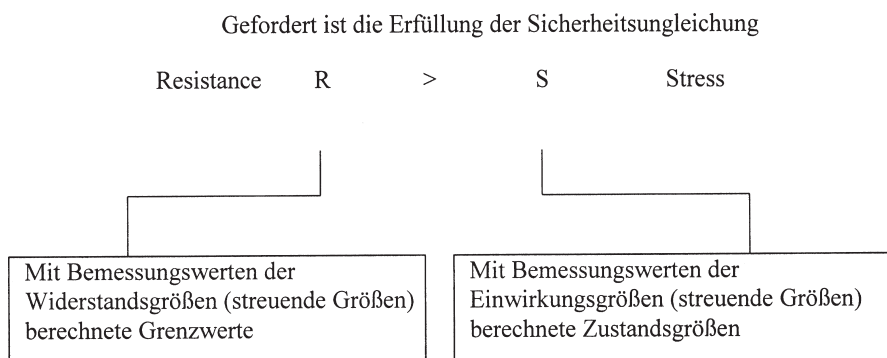 Gefordert ist die Erfüllung der Sicherheitsungleichung
Resistance R > S Stress
Mit Bemessungswerten der
Widerstandsgrößen (streuende Größen)
berechnete Grenzwerte
Mit Bemessungswerten der
Einwirkungsgrößen (streuende Größen)
berechnete Zustandsgrößen